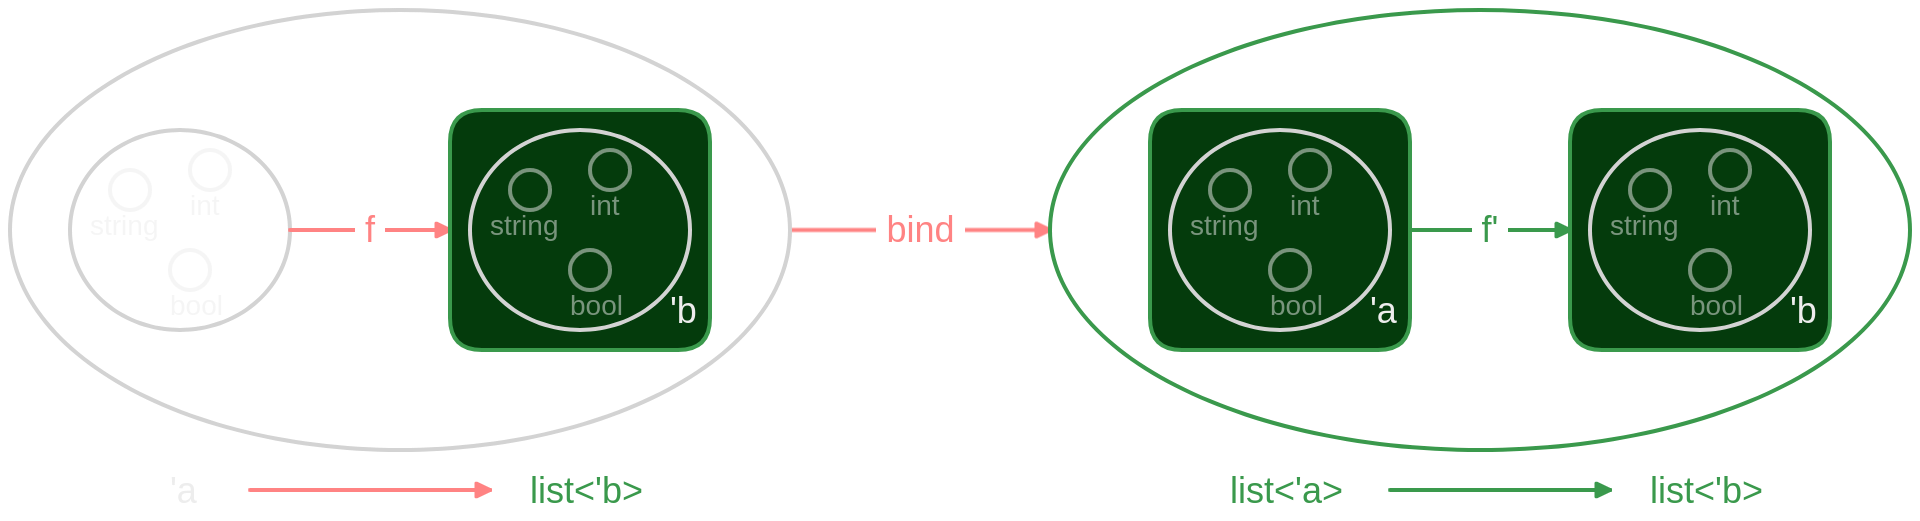 int
string
bool
f
int
string
bool
'b
bind
int
string
bool
'a
f'
int
string
bool
'b
'a
list<'b>
list<'a>
list<'b>